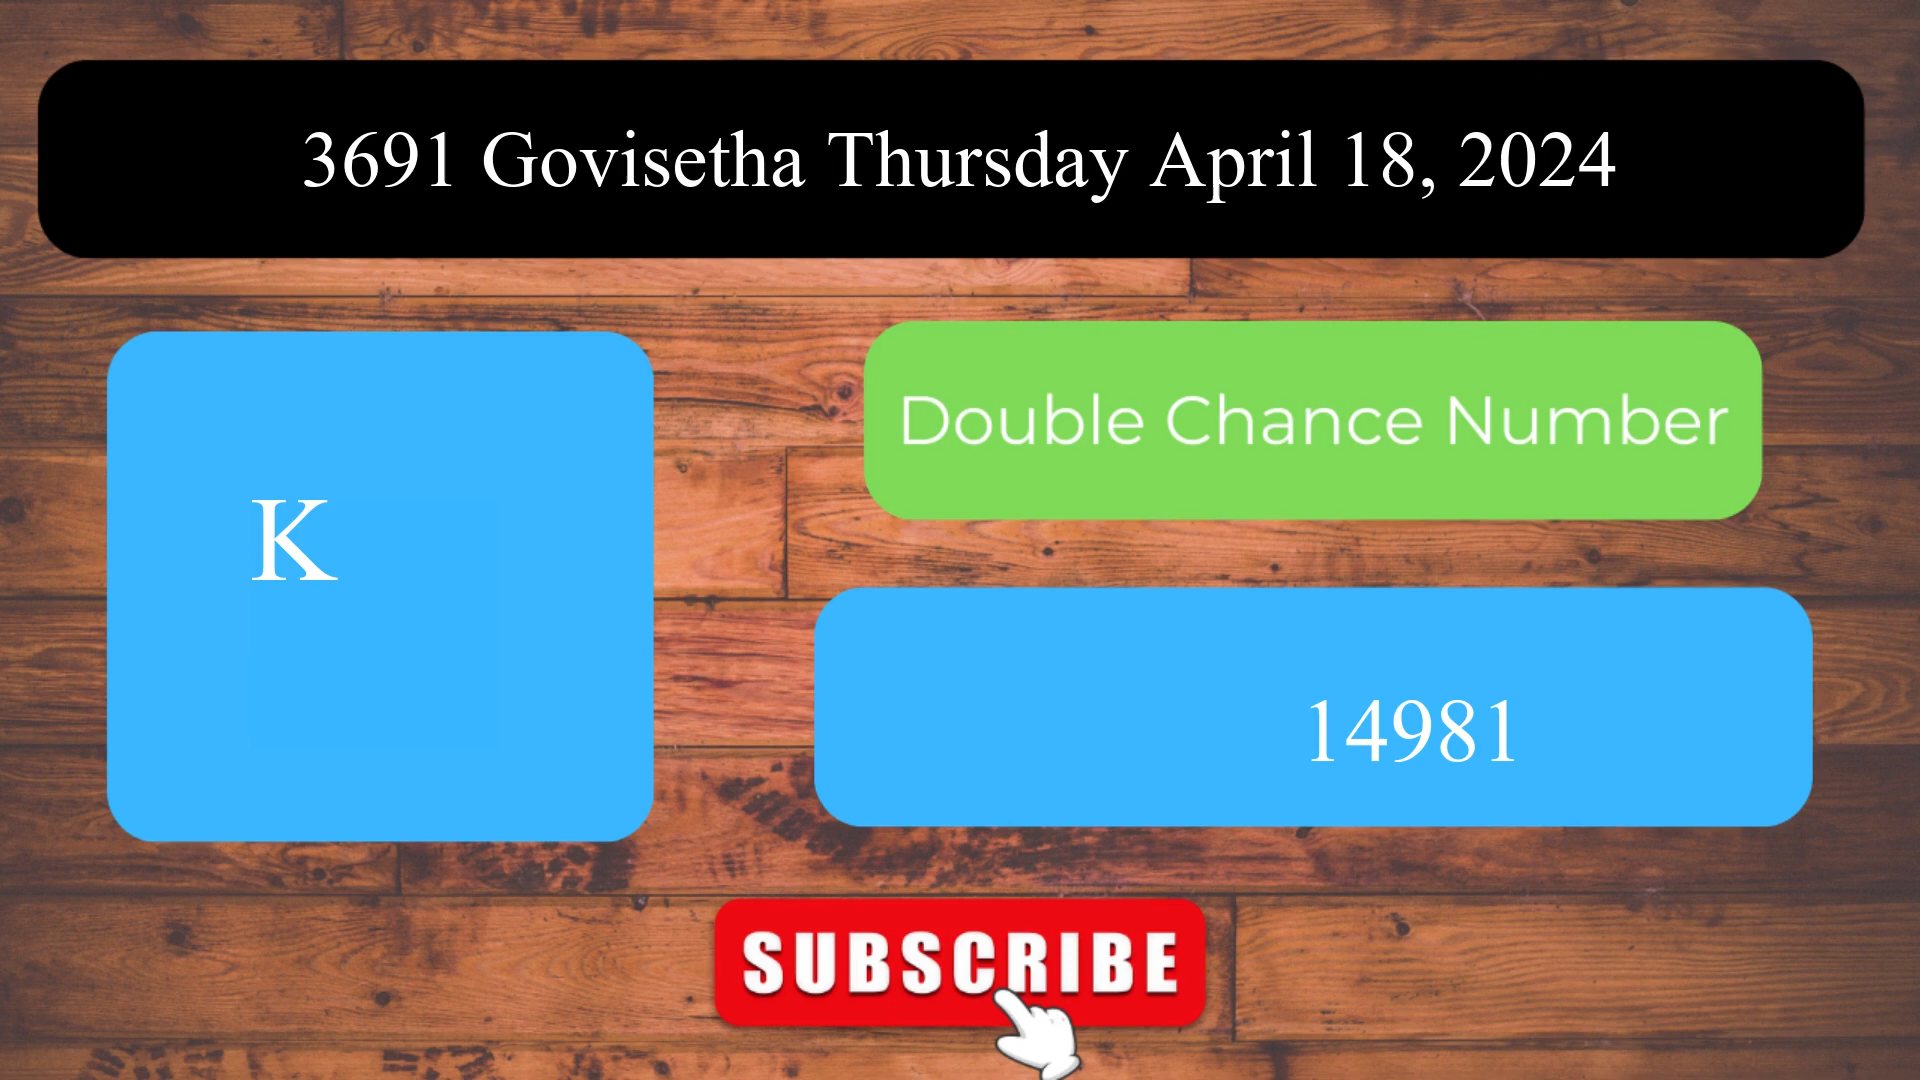 3691 Govisetha Thursday April 18, 2024
K
Double Chance Number
14981
SUBSCRIBE